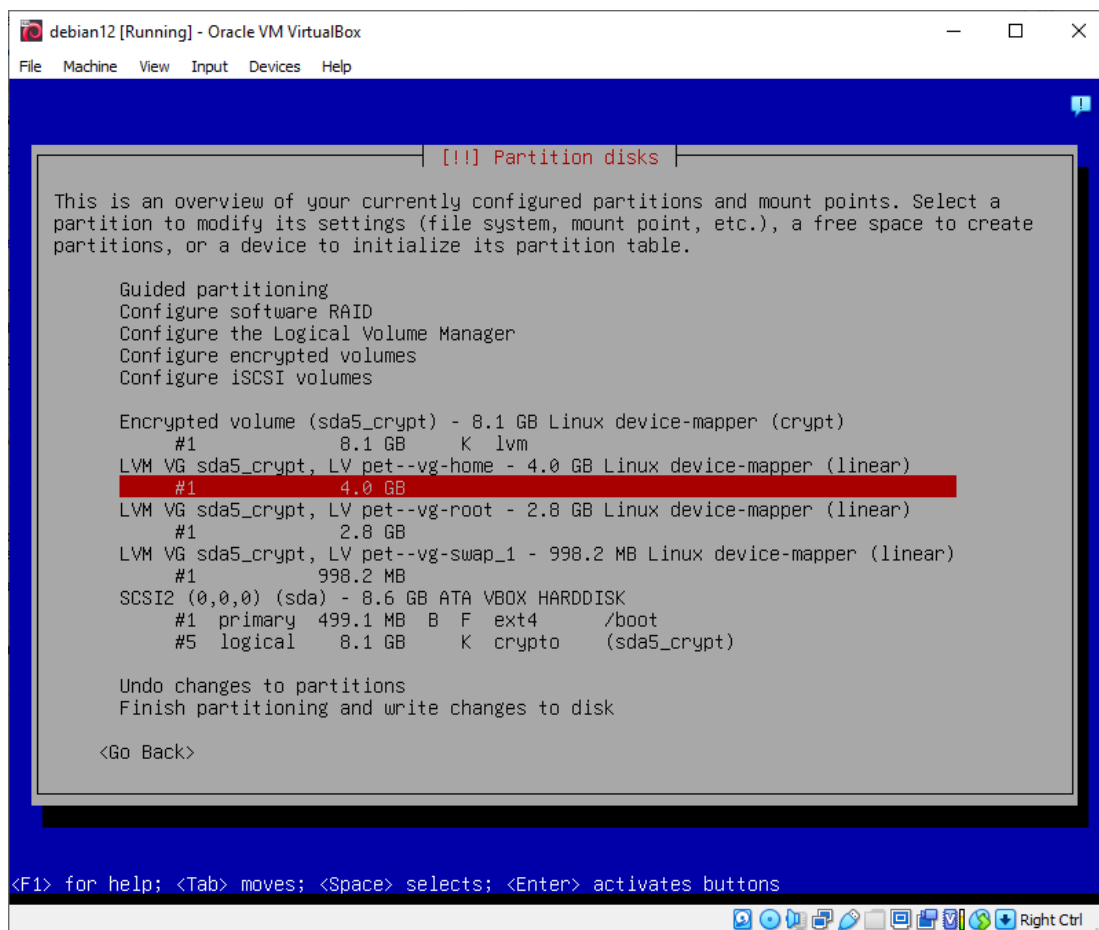 debian12 [Running] - Oracle VM VirtualBox
File Machine View Input Devices Help
[!!] Partition disks
This is an overview of your currently configured partitions and mount points. Select a
partition to modify its settings (file system, mount point, etc.), a free space to create
partitions, or a device to initialize its partition table.
Guided partitioning
Configure software RAID
Configure the Logical Volume Manager
Configure encrypted volumes
Configure iSCSI volumes
Encrypted volume (sda5_crypt) - 8.1 GB Linux device-mapper (crypt)
#1 8.1 GB K lvm
LVM VG sda5_crypt, LV pet--vg-home - 4.0 GB Linux device-mapper (linear)
#1 4.0 GB
LVM VG sda5_crypt, LV pet--vg-root - 2.8 GB Linux device-mapper (linear)
#1 2.8 GB
LVM VG sda5_crypt, LV pet--vg-swap_1 - 998.2 MB Linux device-mapper (linear)
#1 998.2 MB
SCSI2 (0,0,0) (sda) - 8.6 GB ATA VBOX HARDDISK
#1 primary 499.1 MB B F ext4 /boot
#5 logical 8.1 GB K crypto (sda5_crypt)
Undo changes to partitions
Finish partitioning and write changes to disk
<Go Back>
<F1> for help; <Tab> moves; <Space> selects; <Enter> activates buttons
Right Ctrl